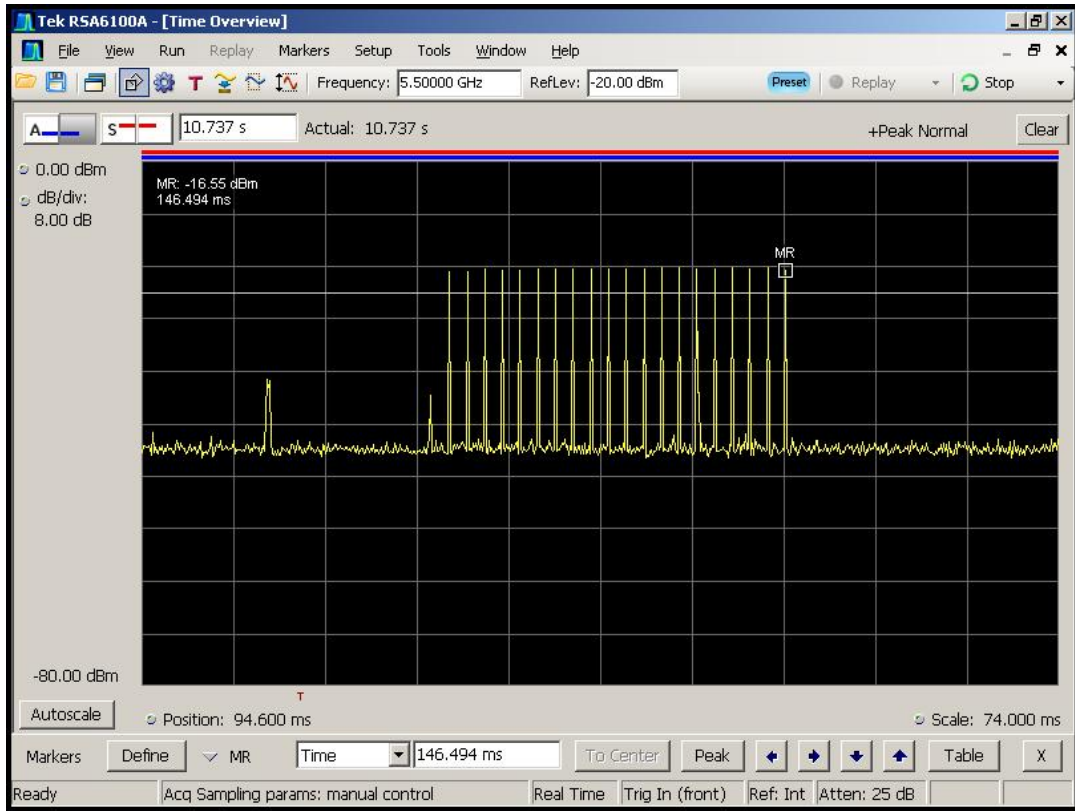 Tek RSA6100A - [Time Overview]
File View Run Replay Markers Setup Tools Window Help
T Frequency: 5.50000 GHz RefLev: -20.00 dBm Preset Replay Stop
A S 10.737 s Actual: 10.737 s +Peak Normal Clear
0.00 dBm
dB/div:
8.00 dB
MR: -16.55 dBm
146.494 ms
MR
-80.00 dBm
T
Autoscale Position: 94.600 ms Scale: 74.000 ms
Markers Define MR Time 146.494 ms To Center Peak Table X
Ready Acq Sampling params: manual control Real Time Trig In (front) Ref: Int Atten: 25 dB